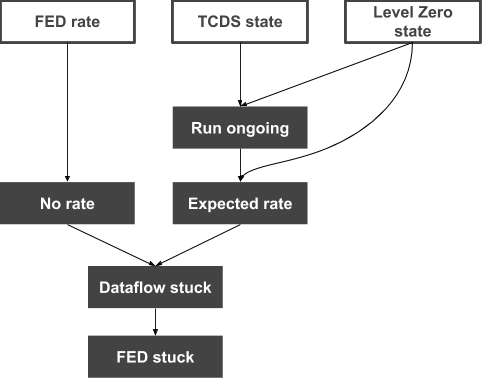 FED rate
TCDS state
Level Zero
state
Run ongoing
No rate
Expected rate
Dataflow stuck
FED stuck